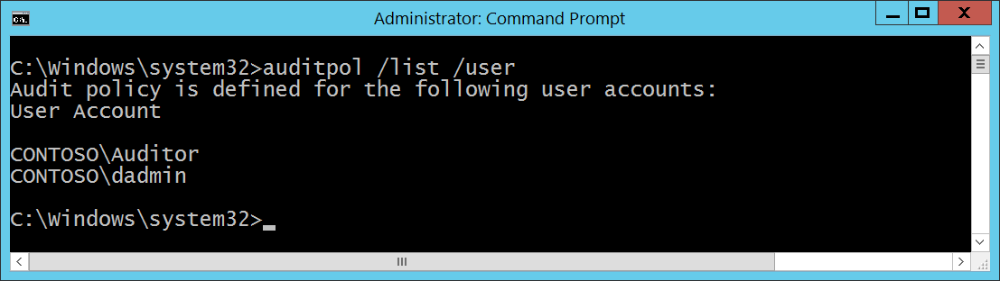 Administrator: Command Prompt
C:\Windows\system32>auditpol /list /user
Audit policy is defined for the following user accounts:
User Account
CONTOSO\Auditor
CONTOSO\dadmin
C:\Windows\system32>